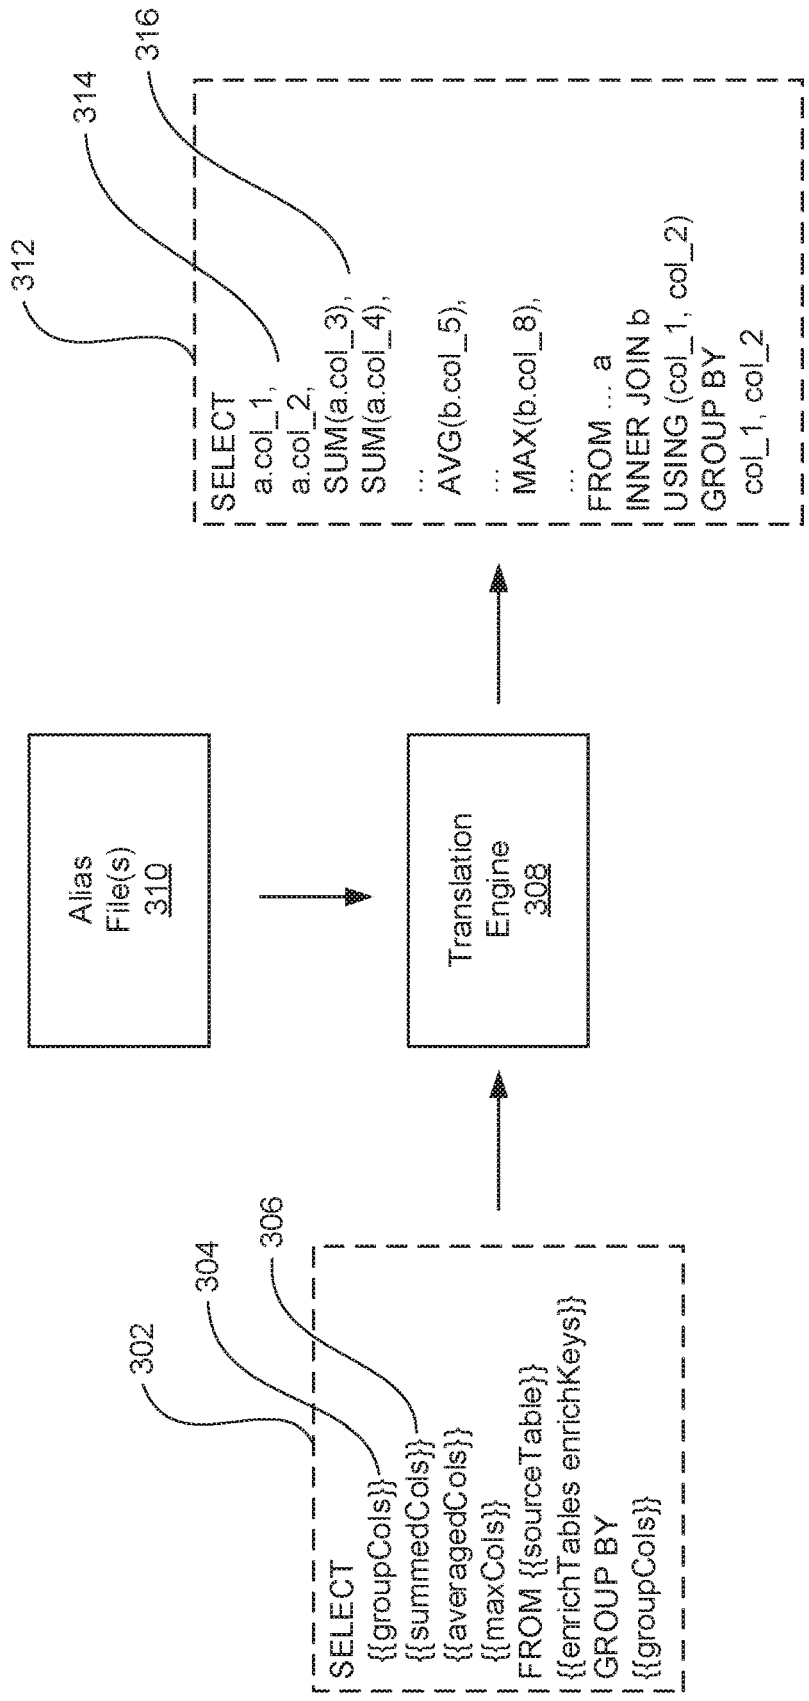 302
304
306
SELECT
{{groupCols}}
{{summedCols}}
{{averagedCols}}
{{maxCols}}
FROM {{sourceTable}}
{{enrichTables enrichKeys}}
GROUP BY
{{groupCols}}
Alias
File(s)
310
Translation
Engine
308
312
314
316
SELECT
a.col_1,
a.col_2,
SUM(a.col_3),
SUM(a.col_4),
...
AVG(b.col_5),
...
MAX(b.col_8),
...
FROM ... a
INNER JOIN b
USING (col_1, col_2)
GROUP BY
col_1, col_2